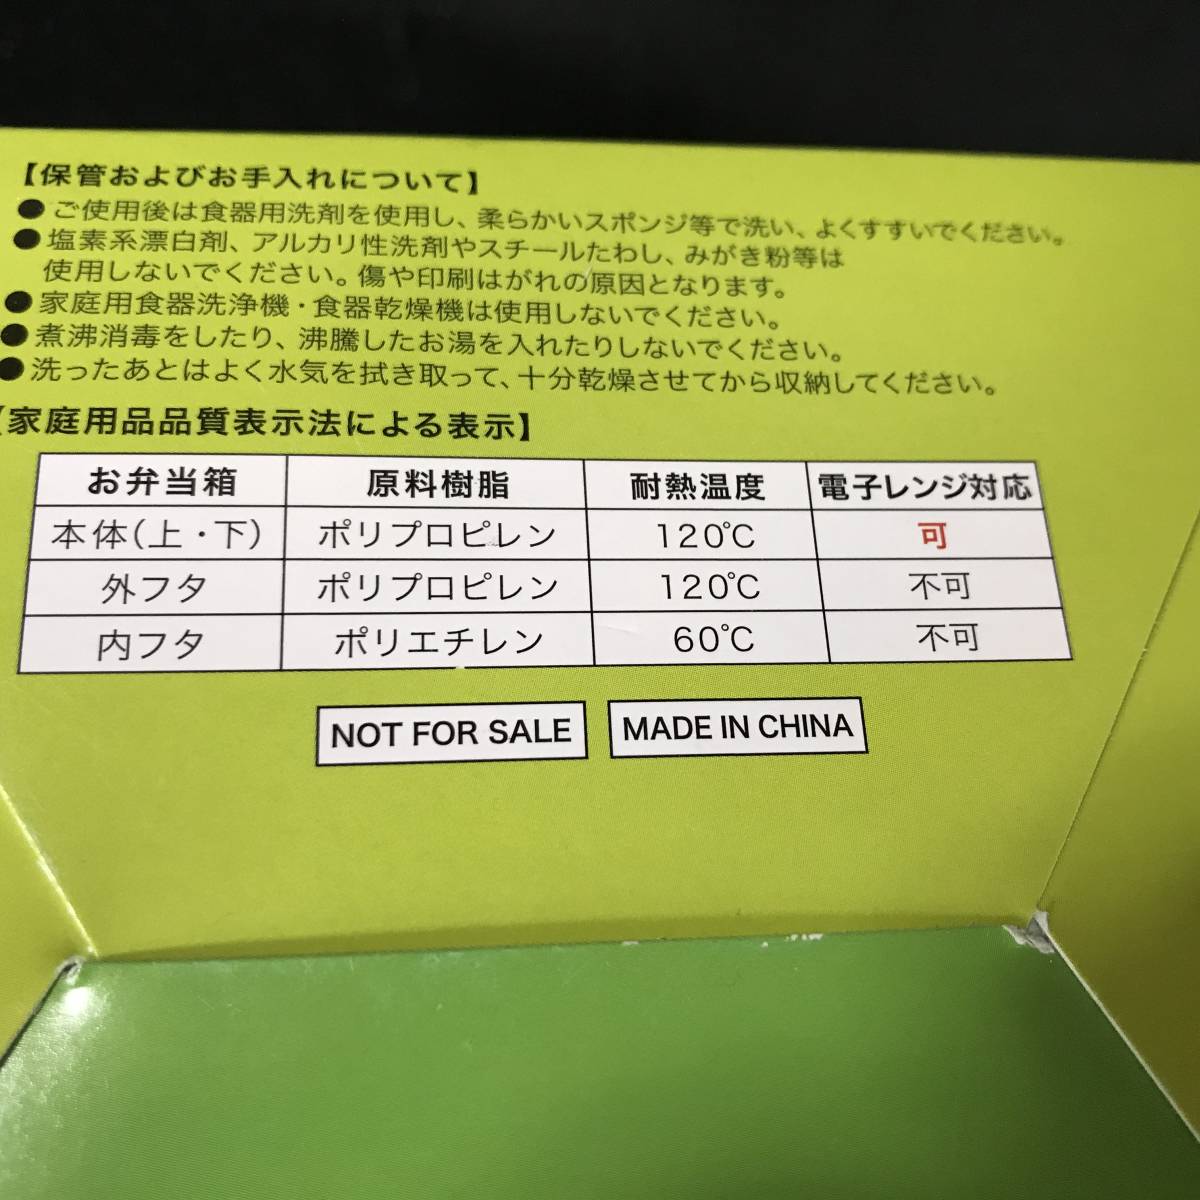 【保管およびお手入れについて】
●ご使用後は食器用洗剤を使用し、柔らかいスポンジ等で洗い、よくすすいでください。
●塩素系漂白剤、アルカリ性洗剤やスチールたわし、みがき粉等は
使用しないでください。傷や印刷はがれの原因となります。
●家庭用食器洗浄機・食器乾燥機は使用しないでください。
●煮沸消毒をしたり、沸騰したお湯を入れたりしないでください。
●洗ったあとはよく水気を拭き取って、十分乾燥させてから収納してください。
【家庭用品品質表示法による表示】
お弁当箱 原料樹脂 耐熱温度 電子レンジ対応
本体(上・下) ポリプロピレン 120℃ 可
外フタ ポリプロピレン 120℃ 不可
内フタ ポリエチレン 60℃ 不可
NOT FOR SALE MADE IN CHINA